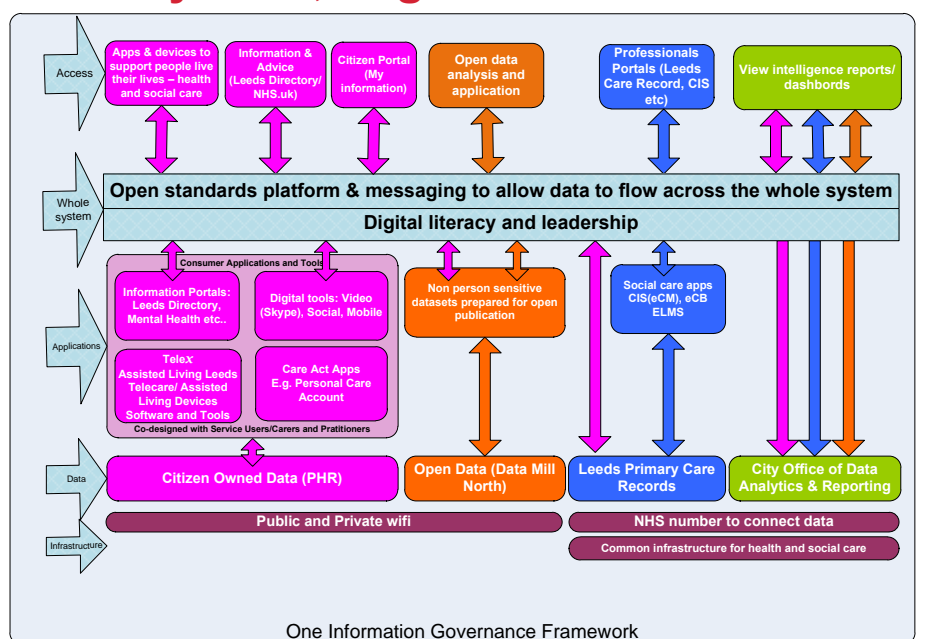 Access
Apps & devices to
support people live
their lives – health
and social care
Information &
Advice
(Leeds Directory/
NHS.uk)
Citizen Portal
(My
information)
Open data
analysis and
application
Professionals
Portals (Leeds
Care Record, CIS
etc)
View intelligence reports/
dashbords
Whole
system
Open standards platform & messaging to allow data to flow across the whole system
Digital literacy and leadership
Applications
Consumer Applications and Tools
Information Portals:
Leeds Directory,
Mental Health etc..
Digital tools: Video
(Skype), Social, Mobile
Telex
Assisted Living Leeds
Telecare/ Assisted
Living Devices
Software and Tools
Care Act Apps
E.g. Personal Care
Account
Co-designed with Service Users/Carers and Pratitioners
Non person sensitive
datasets prepared for open
publication
Social care apps
CIS(eCM), eCB
ELMS
Data
Citizen Owned Data (PHR)
Open Data (Data Mill
North)
Leeds Primary Care
Records
City Office of Data
Analytics & Reporting
Infrastructure
Public and Private wifi
NHS number to connect data
Common infrastructure for health and social care
One Information Governance Framework